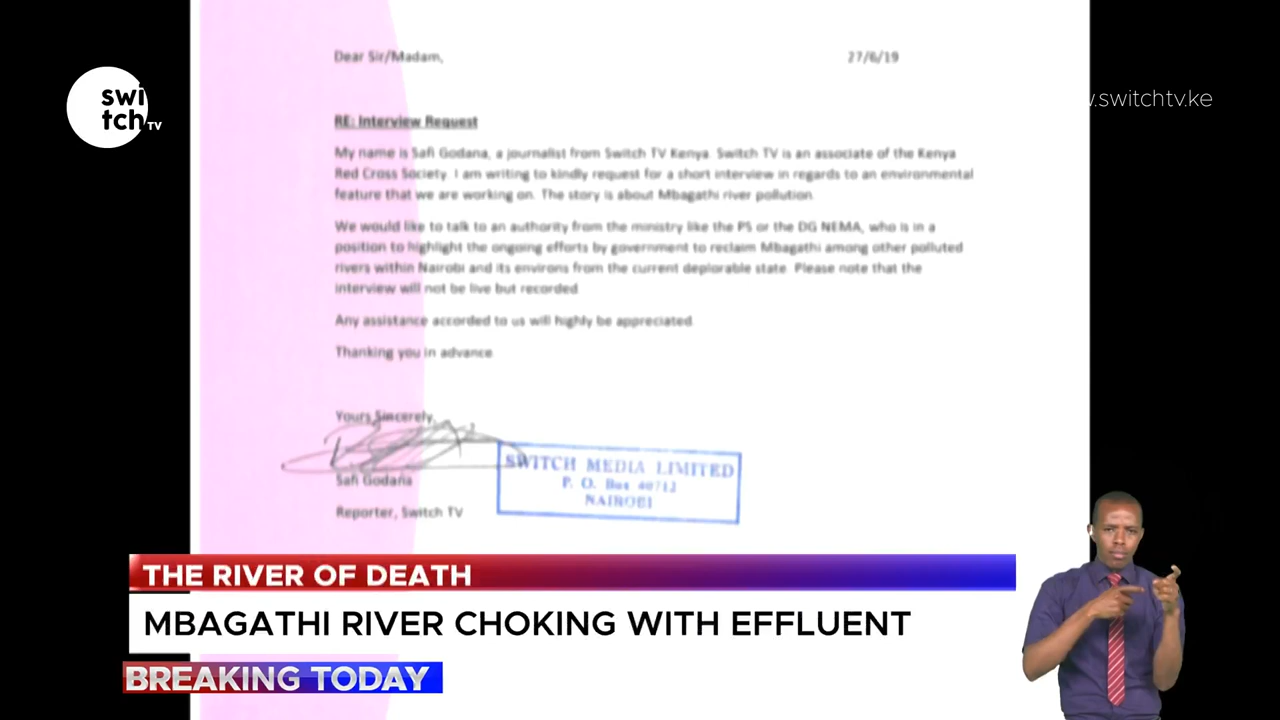 swi
tch TV
.switchtv.ke
Dear Sir/Madam,
27/6/19
RE: Interview Request
My name is Safi Godana, a journalist from Switch TV Kenya. Switch TV is an associate of the Kenya
Red Cross Society. I am writing to kindly request for a short interview in regards to an environmental
feature that we are working on. The story is about Mbagathi river pollution.
We would like to talk to an authority from the ministry like the PS or the DG NEMA, who is in a
position to highlight the ongoing efforts by government to reclaim Mbagathi among other polluted
rivers within Nairobi and its environs from the current deplorable state. Please note that the
interview will not be live but recorded.
Any assistance accorded to us will highly be appreciated.
Thanking you in advance
Yours Sincerely,
Safi Godana
Reporter, Switch TV
SWITCH MEDIA LIMITED
P. O. Box 40712
NAIROBI
THE RIVER OF DEATH
MBAGATHI RIVER CHOKING WITH EFFLUENT
BREAKING TODAY